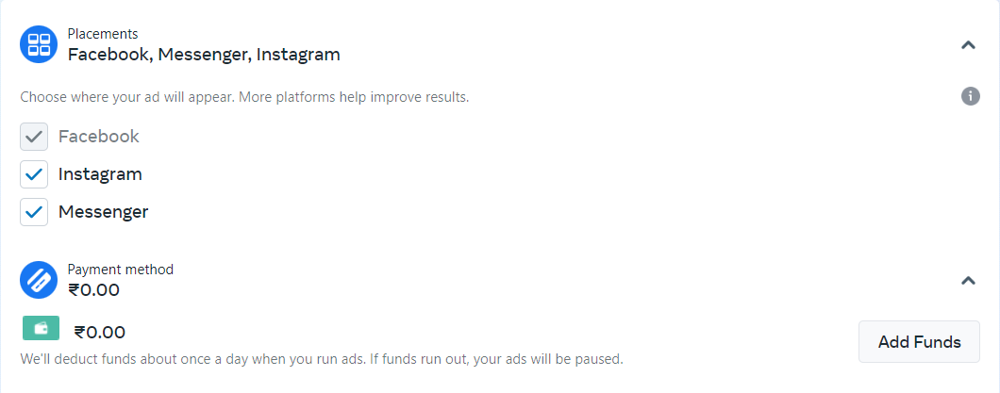 Placements
Facebook, Messenger, Instagram
Choose where your ad will appear. More platforms help improve results.
Facebook
Instagram
Messenger
Payment method
₹0.00
₹0.00
Add Funds
We'll deduct funds about once a day when you run ads. If funds run out, your ads will be paused.